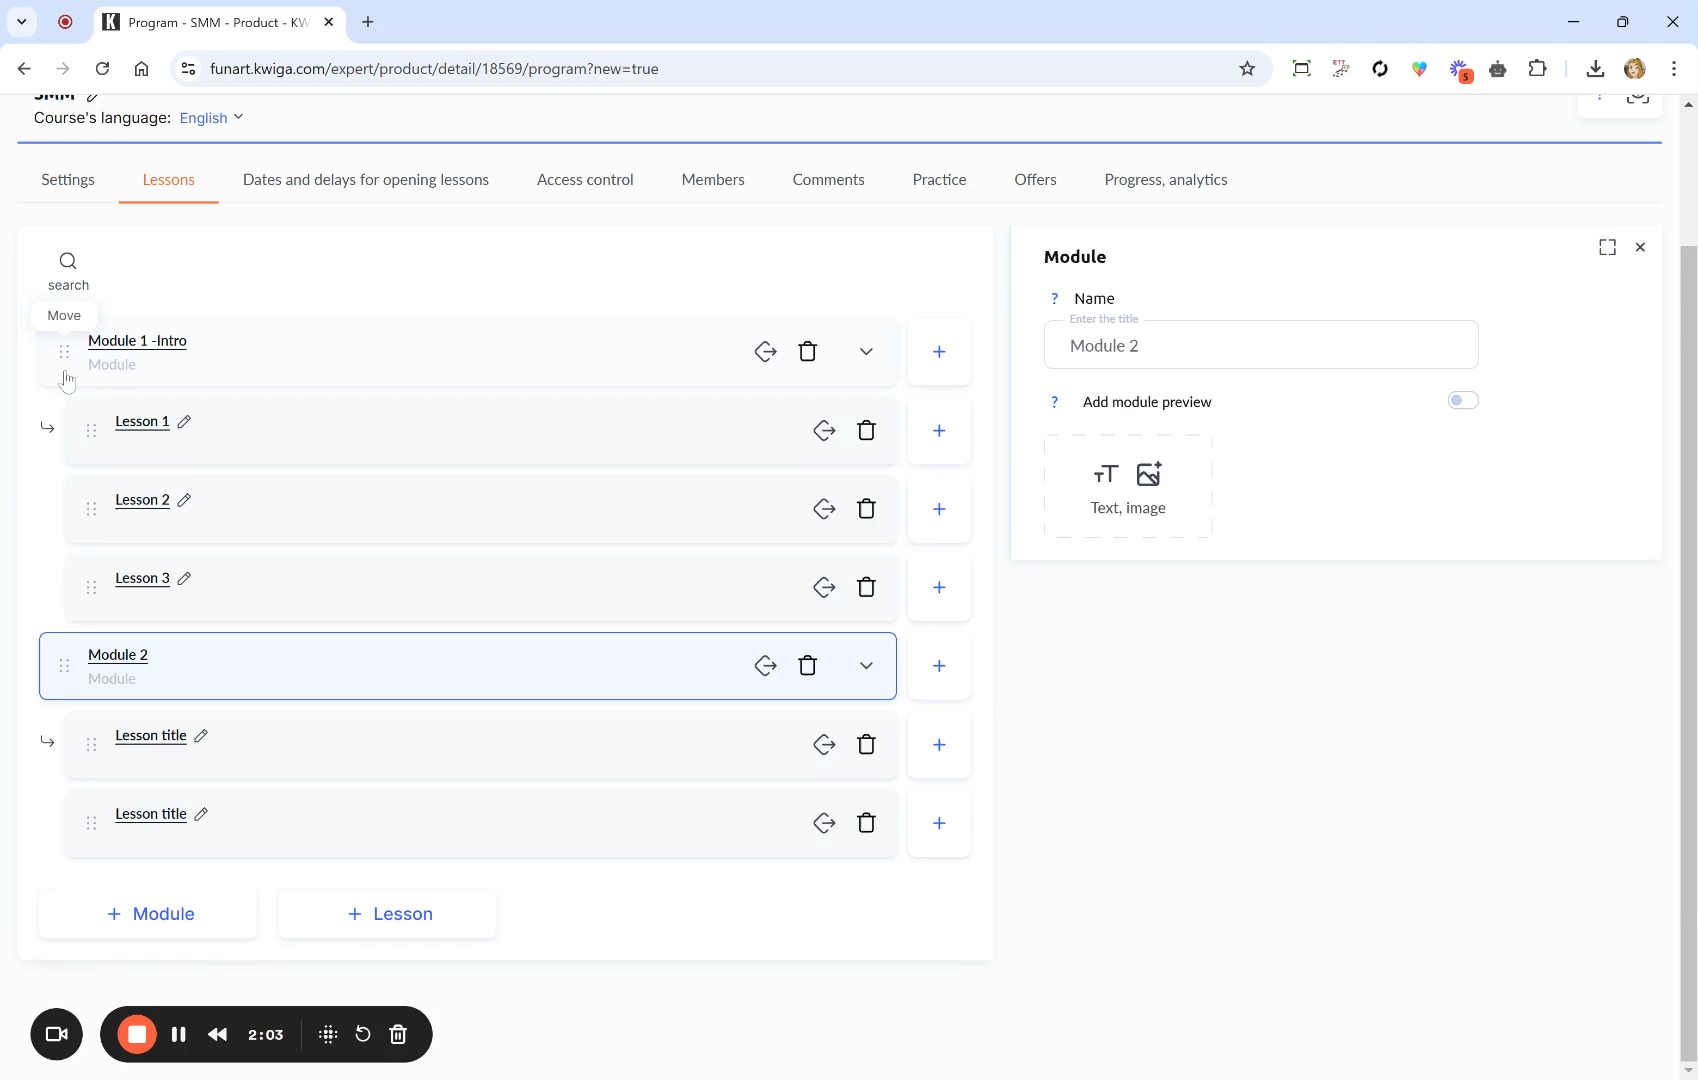 Program - SMM - Product - KW
funart.kwiga.com/expert/product/detail/18569/program?new=true
5
SMM
Course's language: English
Settings
Lessons
Dates and delays for opening lessons
Access control
Members
Comments
Practice
Offers
Progress, analytics
search
Move
Module 1 -Intro
Module
+
Lesson 1
+
Lesson 2
+
Lesson 3
+
Module 2
Module
+
Lesson title
+
Lesson title
+
+ Module
+ Lesson
Module
? Name
Enter the title
Module 2
? Add module preview
Text, image
2:03